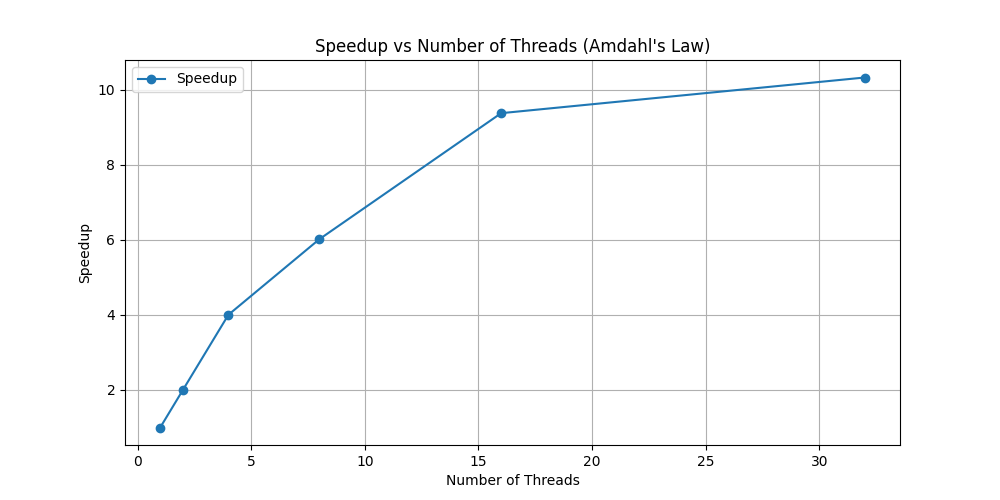 Speedup vs Number of Threads (Amdahl's Law)
Speedup
10
8
6
4
2
Speedup
0 5 10 15 20 25 30
Number of Threads